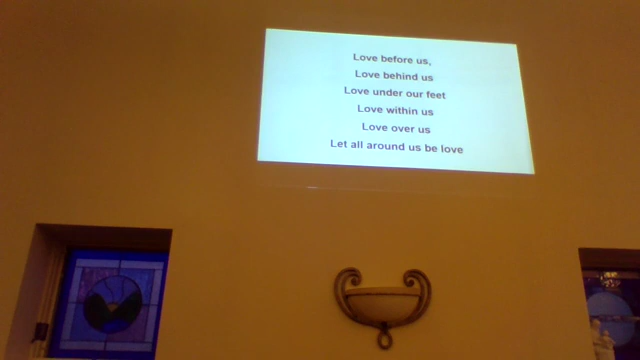 Love before us,
Love behind us
Love under our feet
Love within us
Love over us
Let all around us be love